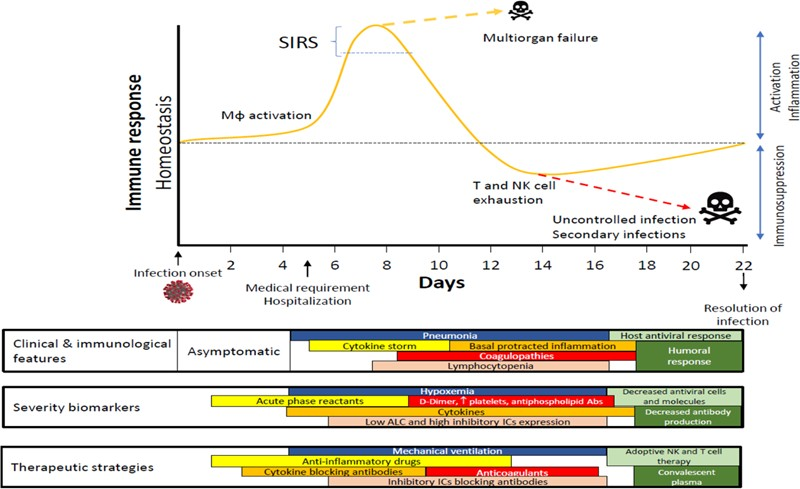 SIRS
Multiorgan failure
Activation
Inflammation
Immune response
Homeostasis
Mϕ activation
T and NK cell
exhaustion
Uncontrolled infection
Secondary infections
Immunosuppression
2 4 6 8 10 12 14 16 18 20 22
Infection onset
Medical requirement
Hospitalization
Days
Resolution of
infection
Clinical & immunological
features
Asymptomatic
Pneumonia
Cytokine storm
Basal protracted inflammation
Coagulopathies
Lymphocytopenia
Host antiviral response
Humoral
response
Severity biomarkers
Hypoxemia
Acute phase reactants
D-Dimer, ↑ platelets, antiphospholipid Abs
Cytokines
Low ALC and high inhibitory ICs expression
Decreased antiviral cells
and molecules
Decreased antibody
production
Therapeutic strategies
Mechanical ventilation
Anti-inflammatory drugs
Cytokine blocking antibodies
Anticoagulants
Inhibitory ICs blocking antibodies
Adoptive NK and T cell
therapy
Convalescent
plasma